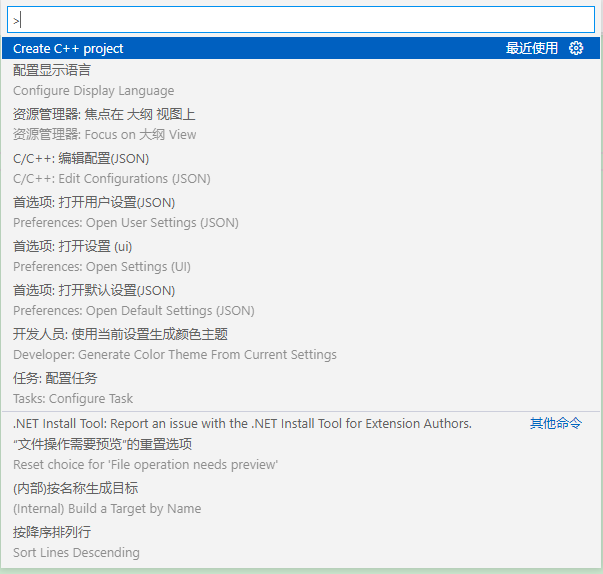 >
Create C++ project 最近使用
配置显示语言
Configure Display Language
资源管理器: 焦点在 大纲 视图上
资源管理器: Focus on 大纲 View
C/C++: 编辑配置(JSON)
C/C++: Edit Configurations (JSON)
首选项: 打开用户设置(JSON)
Preferences: Open User Settings (JSON)
首选项: 打开设置 (ui)
Preferences: Open Settings (UI)
首选项: 打开默认设置(JSON)
Preferences: Open Default Settings (JSON)
开发人员: 使用当前设置生成颜色主题
Developer: Generate Color Theme From Current Settings
任务: 配置任务
Tasks: Configure Task
.NET Install Tool: Report an issue with the .NET Install Tool for Extension Authors. 其他命令
“文件操作需要预览”的重置选项
Reset choice for 'File operation needs preview'
(内部)按名称生成目标
(Internal) Build a Target by Name
按降序排列行
Sort Lines Descending